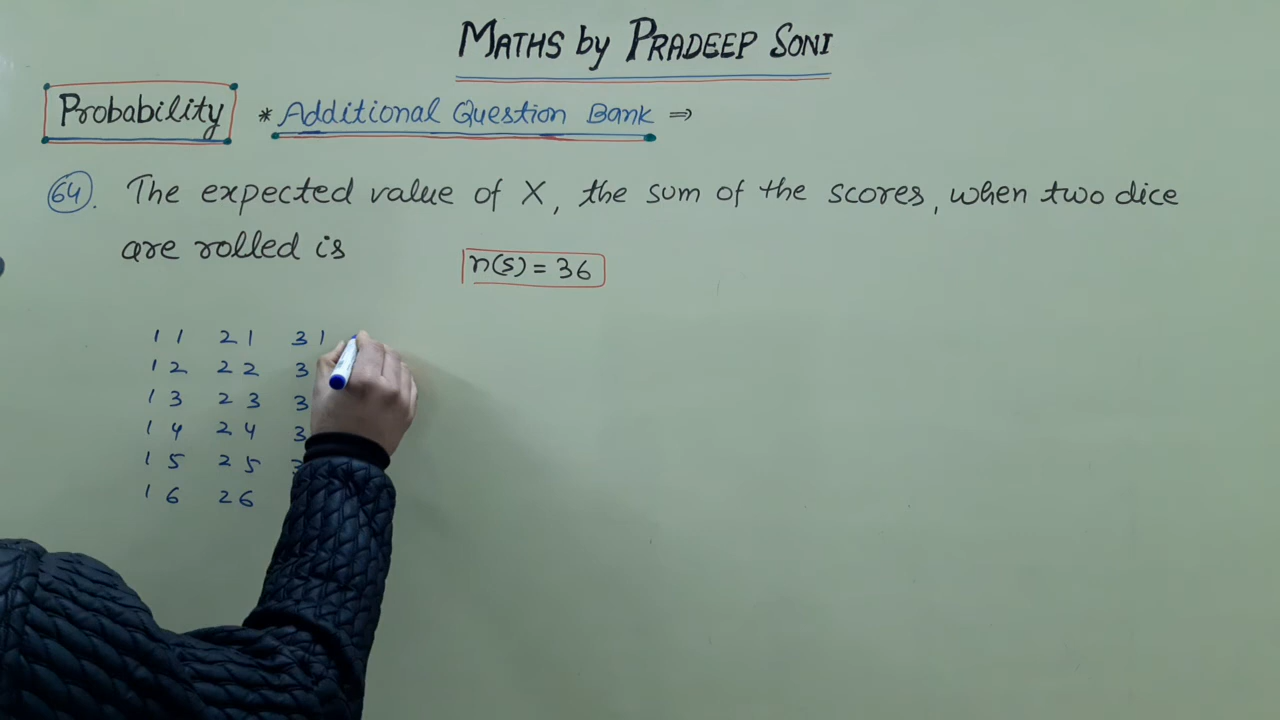 MATHS by PRADEEP SONI
Probability * Additional Question Bank ⇒
64. The expected value of X, the sum of the scores, when two dice
are rolled is
n(s) = 36
1 1 2 1 3 1
1 2 2 2 3
1 3 2 3 3
1 4 2 4 3
1 5 2 5
1 6 2 6